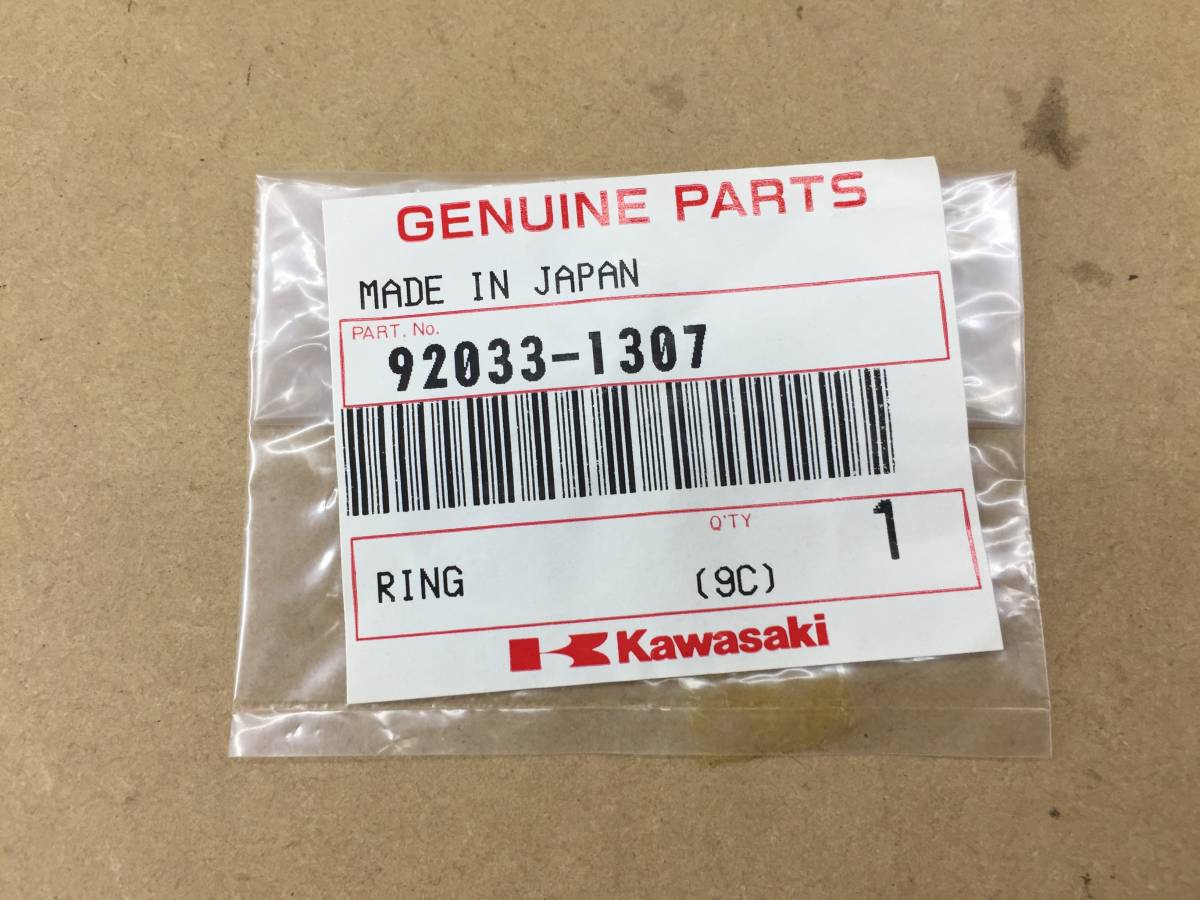 GENUINE PARTS
MADE IN JAPAN
PART. No.
92033-1307
Q'TY 1
RING (9C)
Kawasaki